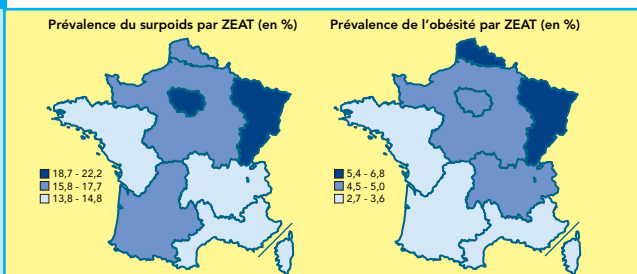 Prévalence du surpoids par ZEAT (en %)
18,7 - 22,2
15,8 - 17,7
13,8 - 14,8
Prévalence de l'obésité par ZEAT (en %)
5,4 - 6,8
4,5 - 5,0
2,7 - 3,6